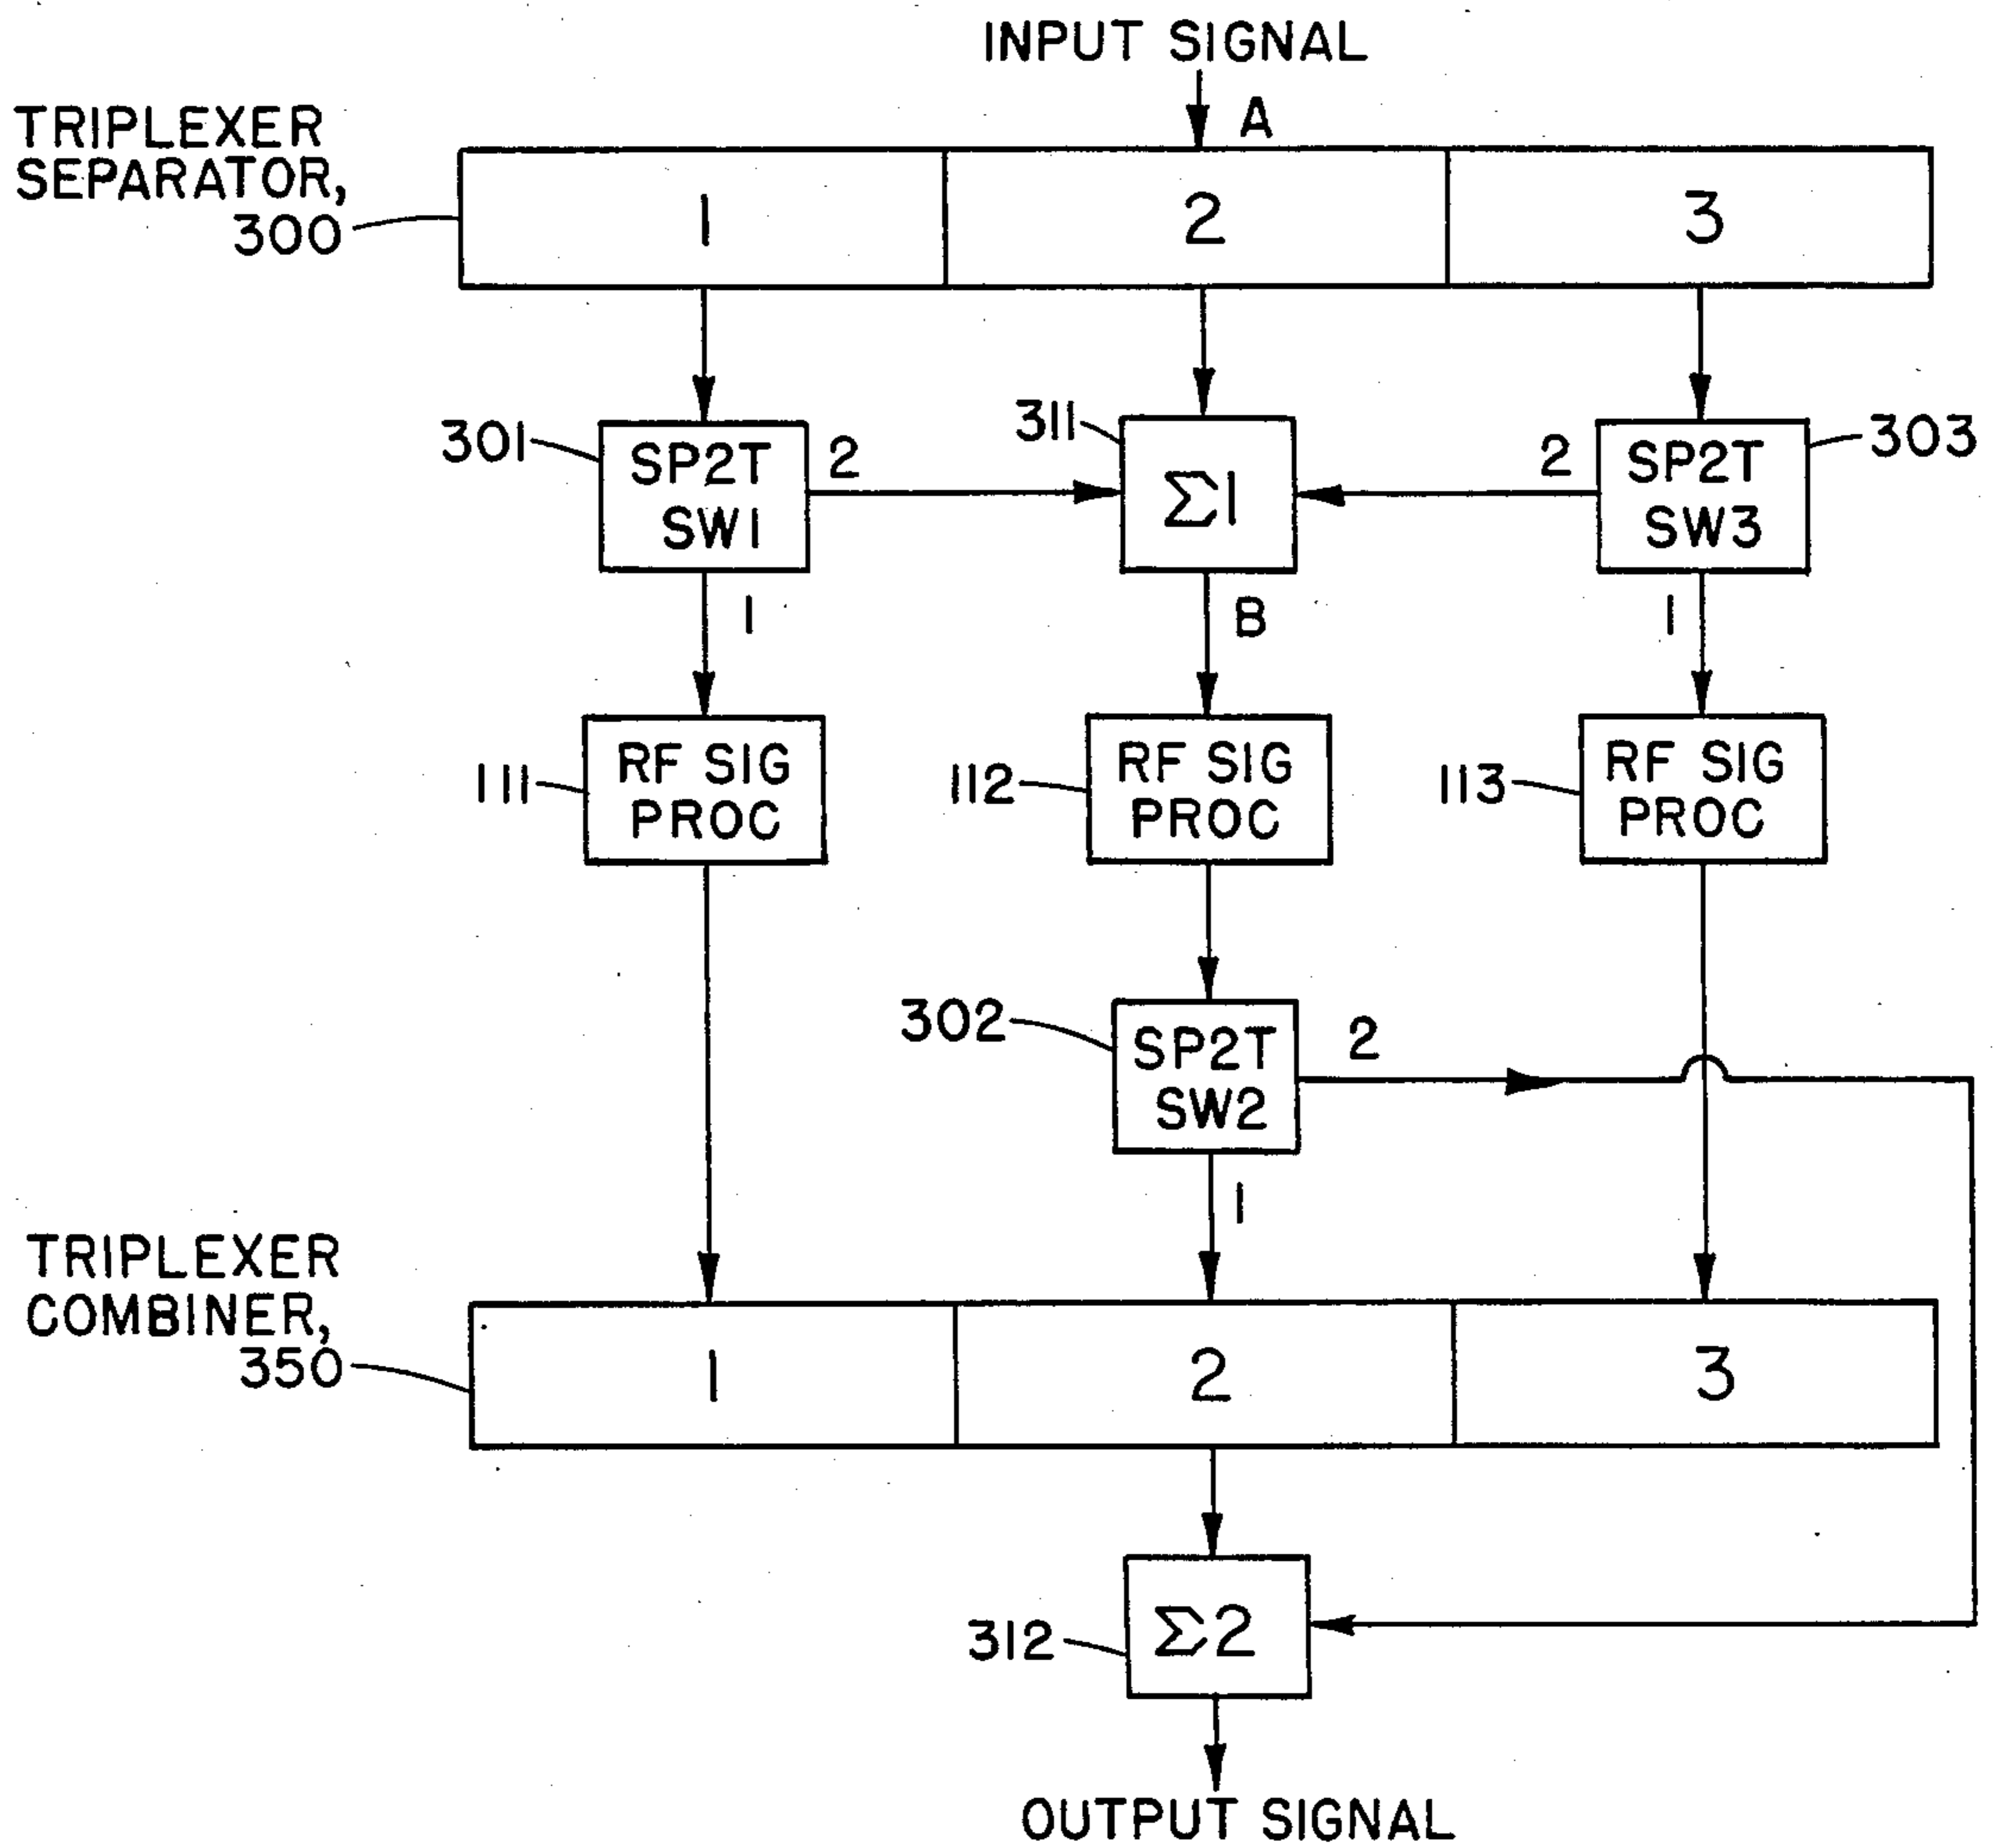 INPUT SIGNAL
A
TRIPLEXER
SEPARATOR,
300
1
2
3
301
SP2T
SW1
2
311
Σ1
2
SP2T
SW3
303
1
B
1
111
RF SIG
PROC
112
RF SIG
PROC
113
RF SIG
PROC
302
SP2T
SW2
2
1
TRIPLEXER
COMBINER,
350
1
2
3
312
Σ2
OUTPUT SIGNAL